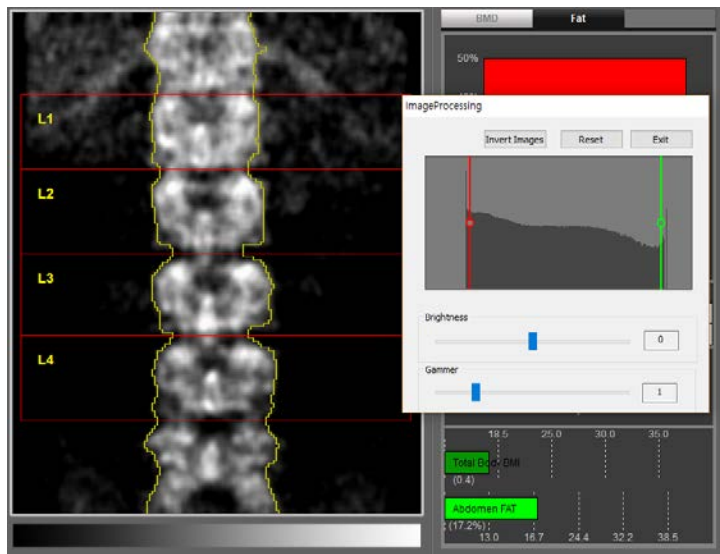 BMD Fat
50%
ImageProcessing
Invert Images Reset Exit
L1
L2
L3
L4
Brightness
0
Gammer
1
18.5 25.0 30.0 35.0
Total Body BMI
(0.4)
Abdomen FAT
(17.2%)
13.0 16.7 24.4 32.2 38.5